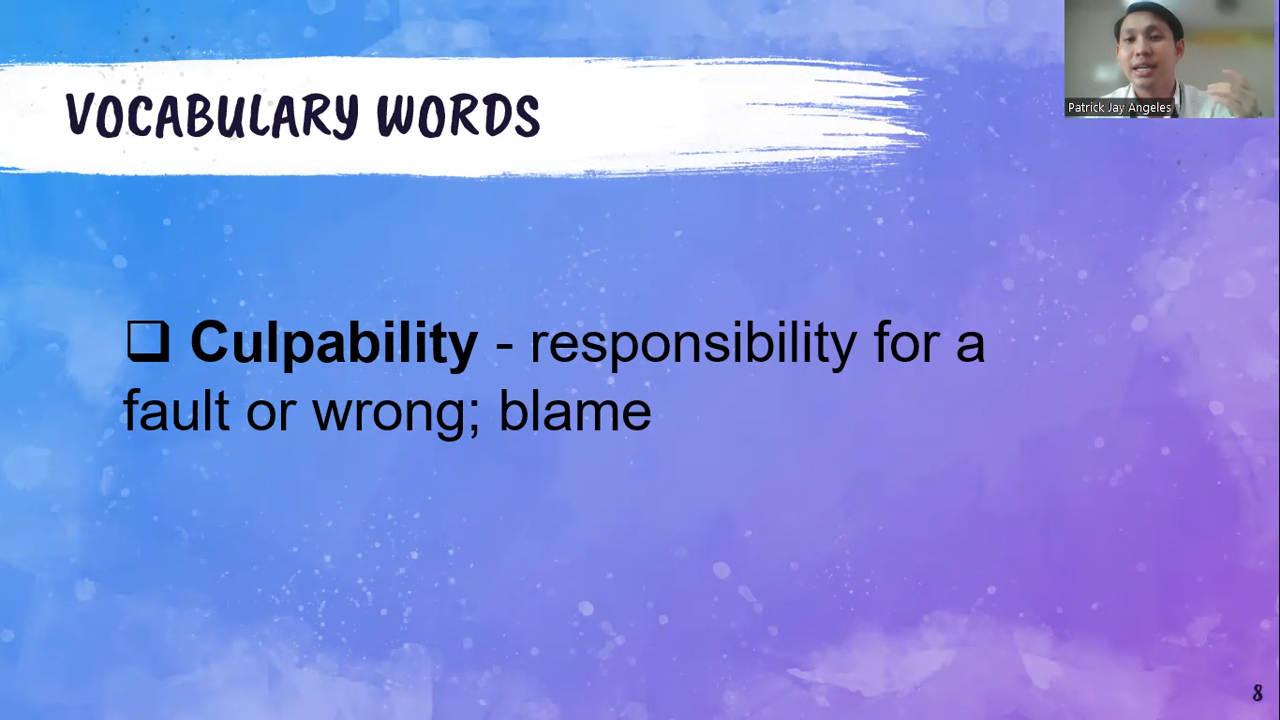 VOCABULARY WORDS
Patrick Jay Angeles
❑ Culpability - responsibility for a
fault or wrong; blame
8